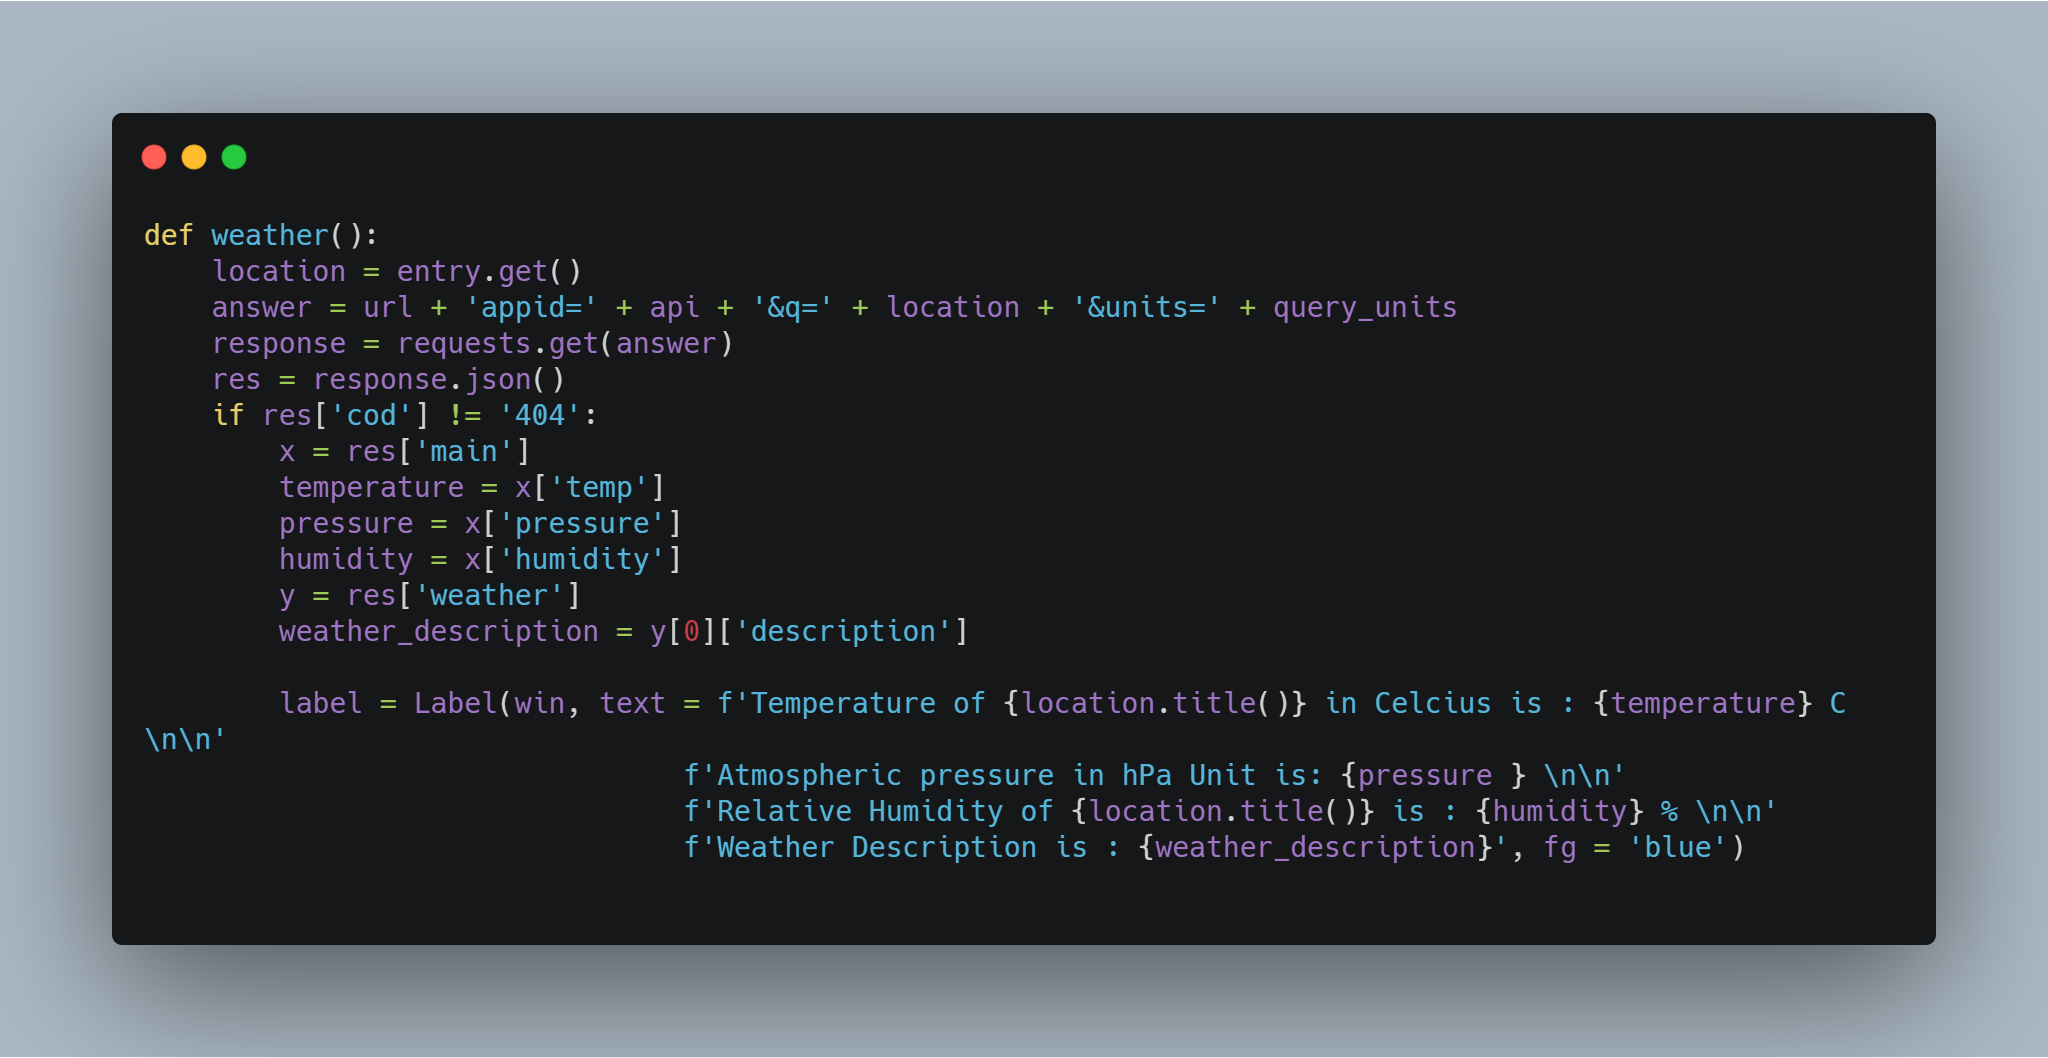 def weather():
    location = entry.get()
    answer = url + 'appid=' + api + '&q=' + location + '&units=' + query_units
    response = requests.get(answer)
    res = response.json()
    if res['cod'] != '404':
        x = res['main']
        temperature = x['temp']
        pressure = x['pressure']
        humidity = x['humidity']
        y = res['weather']
        weather_description = y[0]['description']

        label = Label(win, text = f'Temperature of {location.title()} in Celcius is : {temperature} C
\n\n'
                                f'Atmospheric pressure in hPa Unit is: {pressure } \n\n'
                                f'Relative Humidity of {location.title()} is : {humidity} % \n\n'
                                f'Weather Description is : {weather_description}', fg = 'blue')